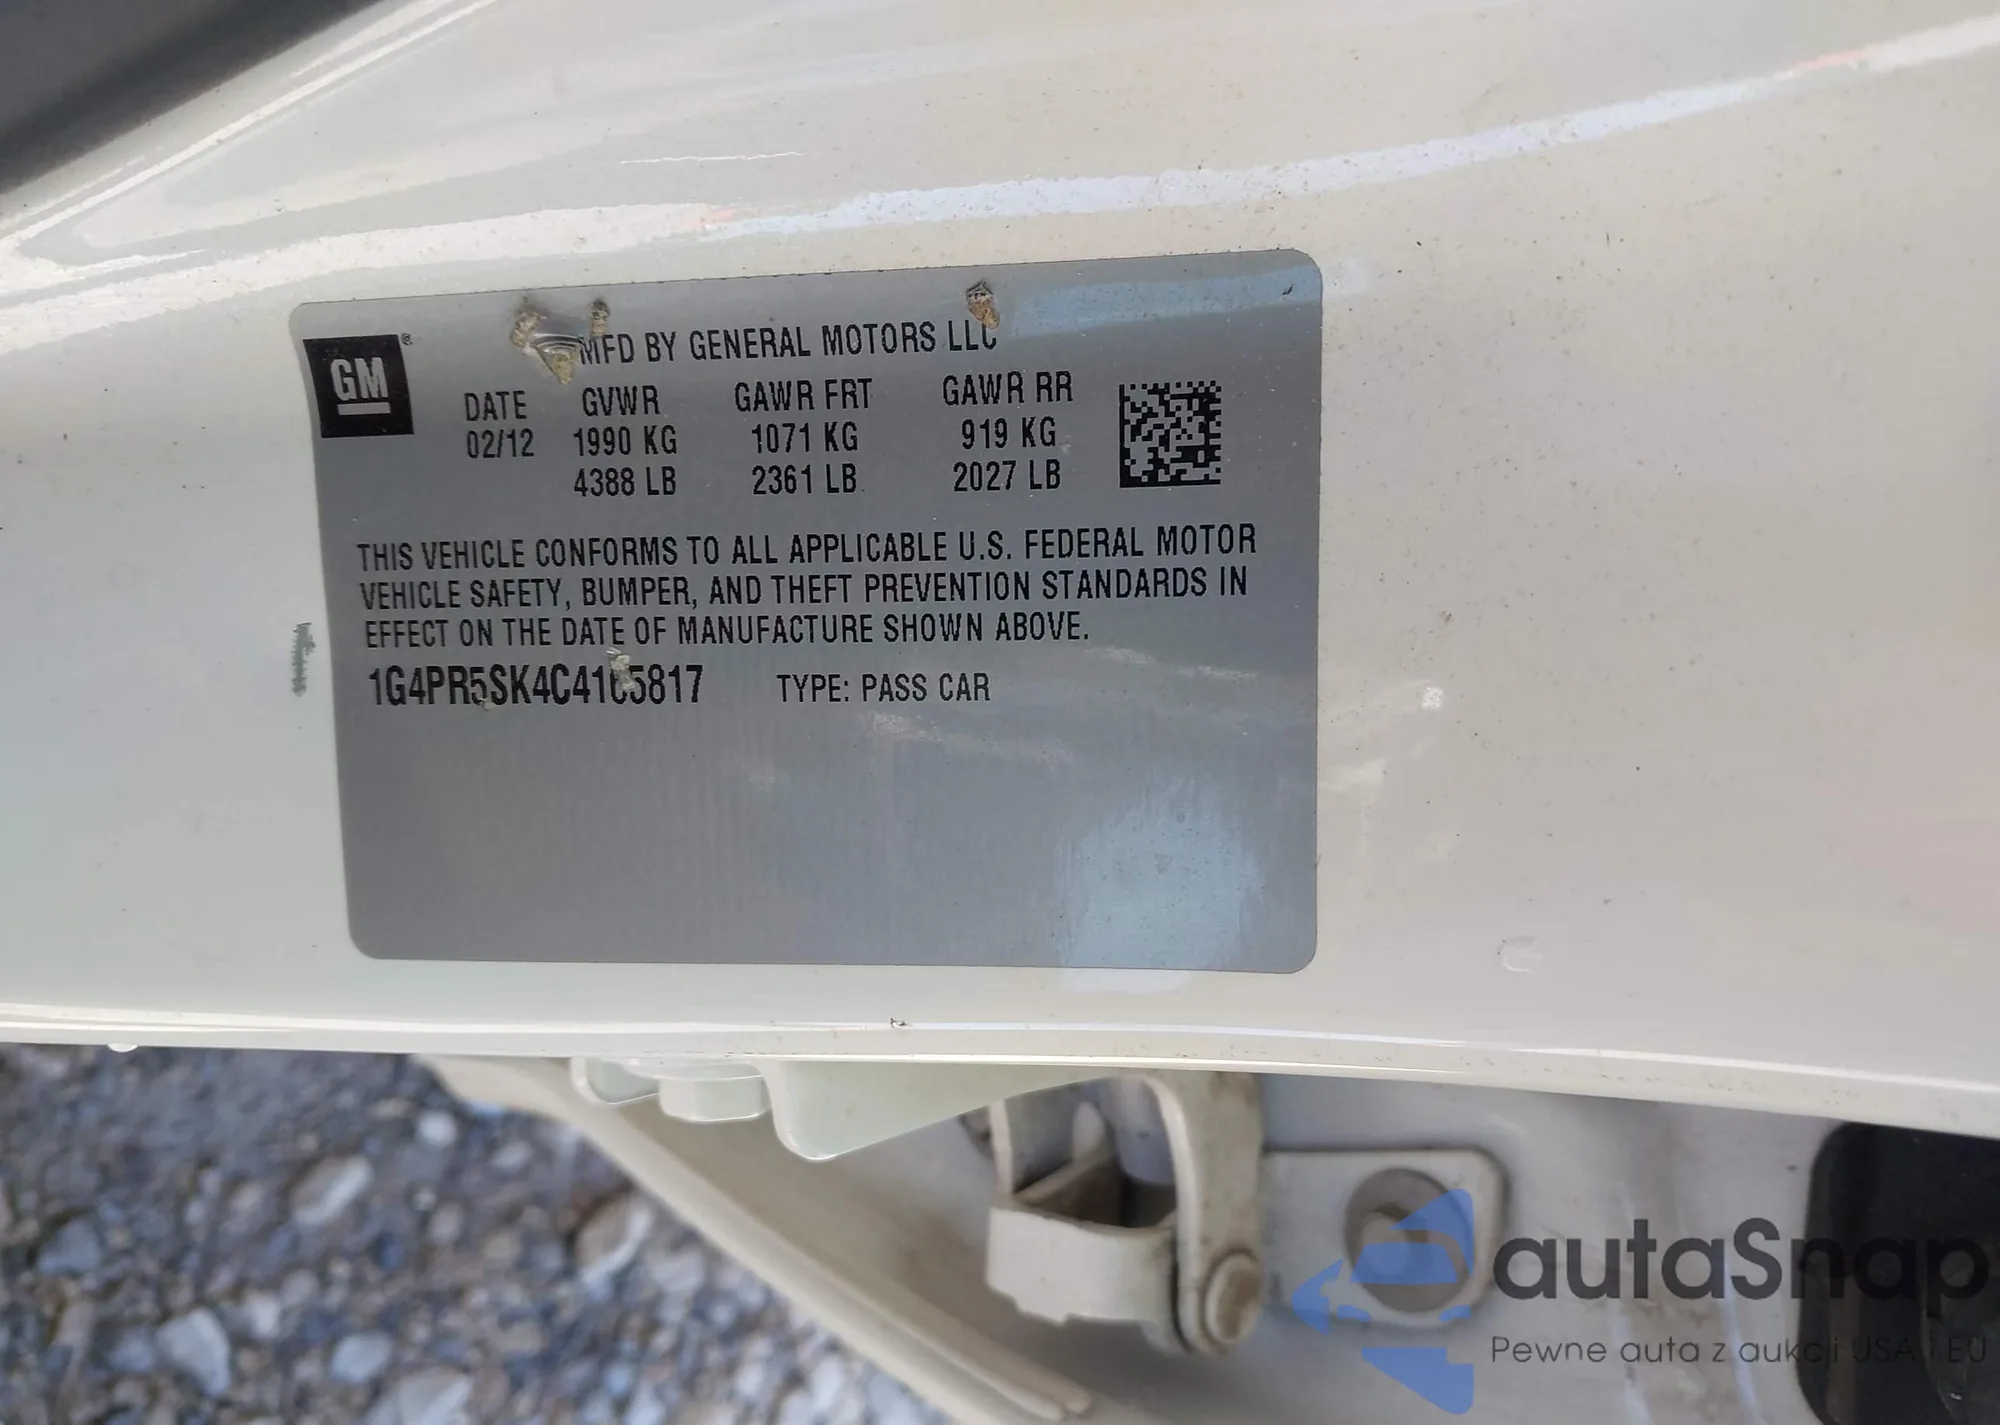 GM
®
MFD BY GENERAL MOTORS LLC
DATE GVWR GAWR FRT GAWR RR
02/12 1990 KG 1071 KG 919 KG
4388 LB 2361 LB 2027 LB
THIS VEHICLE CONFORMS TO ALL APPLICABLE U.S. FEDERAL MOTOR
VEHICLE SAFETY, BUMPER, AND THEFT PREVENTION STANDARDS IN
EFFECT ON THE DATE OF MANUFACTURE SHOWN ABOVE.
1G4PR5SK4C4165817 TYPE: PASS CAR
autaSnap
Pewne auta z aukcji USA i EU